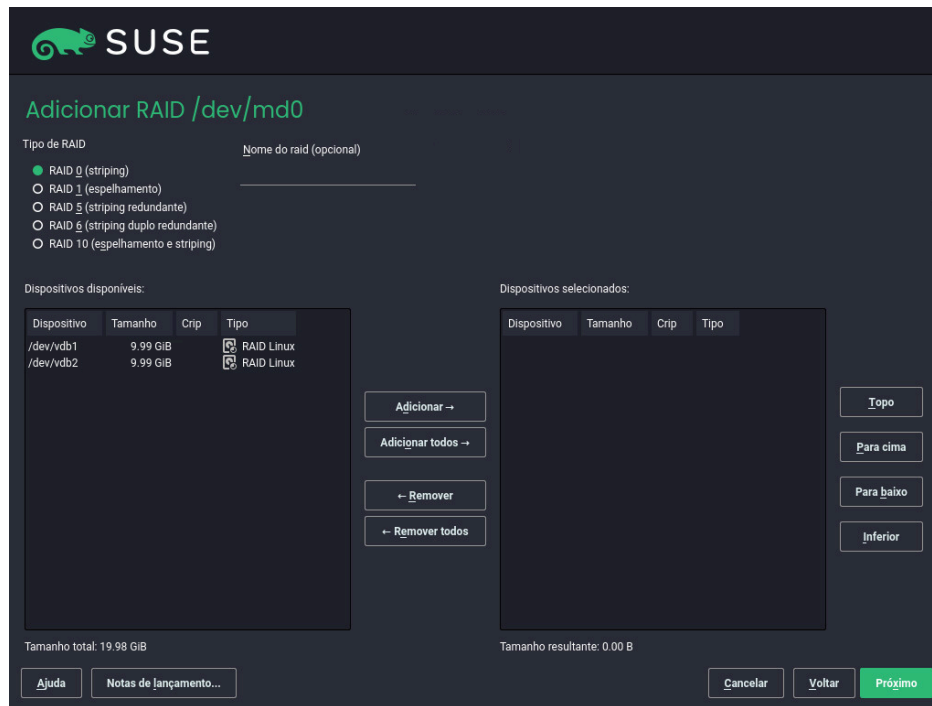 SUSE
Adicionar RAID /dev/md0
Tipo de RAID
Nome do raid (opcional)
RAID 0 (striping)
RAID 1 (espelhamento)
RAID 5 (striping redundante)
RAID 6 (striping duplo redundante)
RAID 10 (espelhamento e striping)
Dispositivos disponíveis:
Dispositivo Tamanho Crip Tipo
/dev/vdb1 9.99 GiB RAID Linux
/dev/vdb2 9.99 GiB RAID Linux
Tamanho total: 19.98 GiB
Adicionar →
Adicionar todos →
← Remover
← Remover todos
Dispositivos selecionados:
Dispositivo Tamanho Crip Tipo
Tamanho resultante: 0.00 B
Topo
Para cima
Para baixo
Inferior
Ajuda Notas de lançamento... Cancelar Voltar Próximo